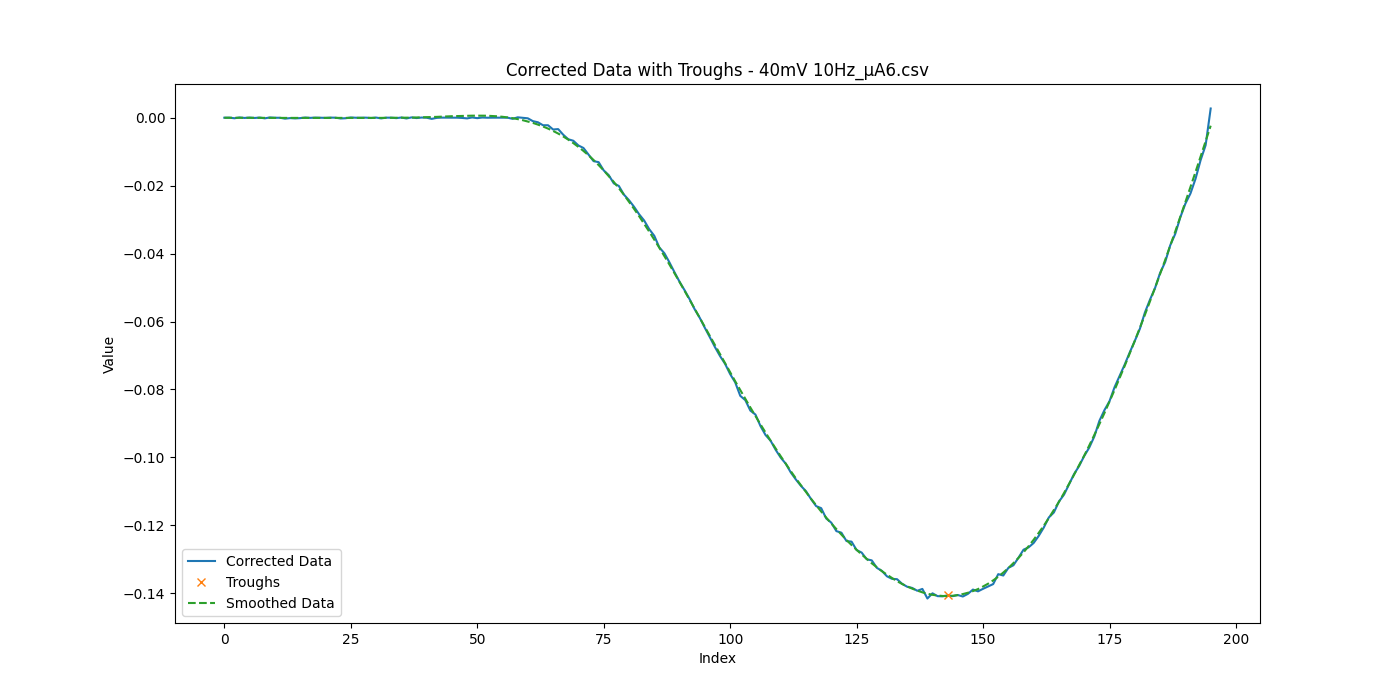 Corrected Data with Troughs - 40mV 10Hz_μA6.csv
Value
0.00
−0.02
−0.04
−0.06
−0.08
−0.10
−0.12
−0.14
Corrected Data
Troughs
Smoothed Data
0 25 50 75 100 125 150 175 200
Index